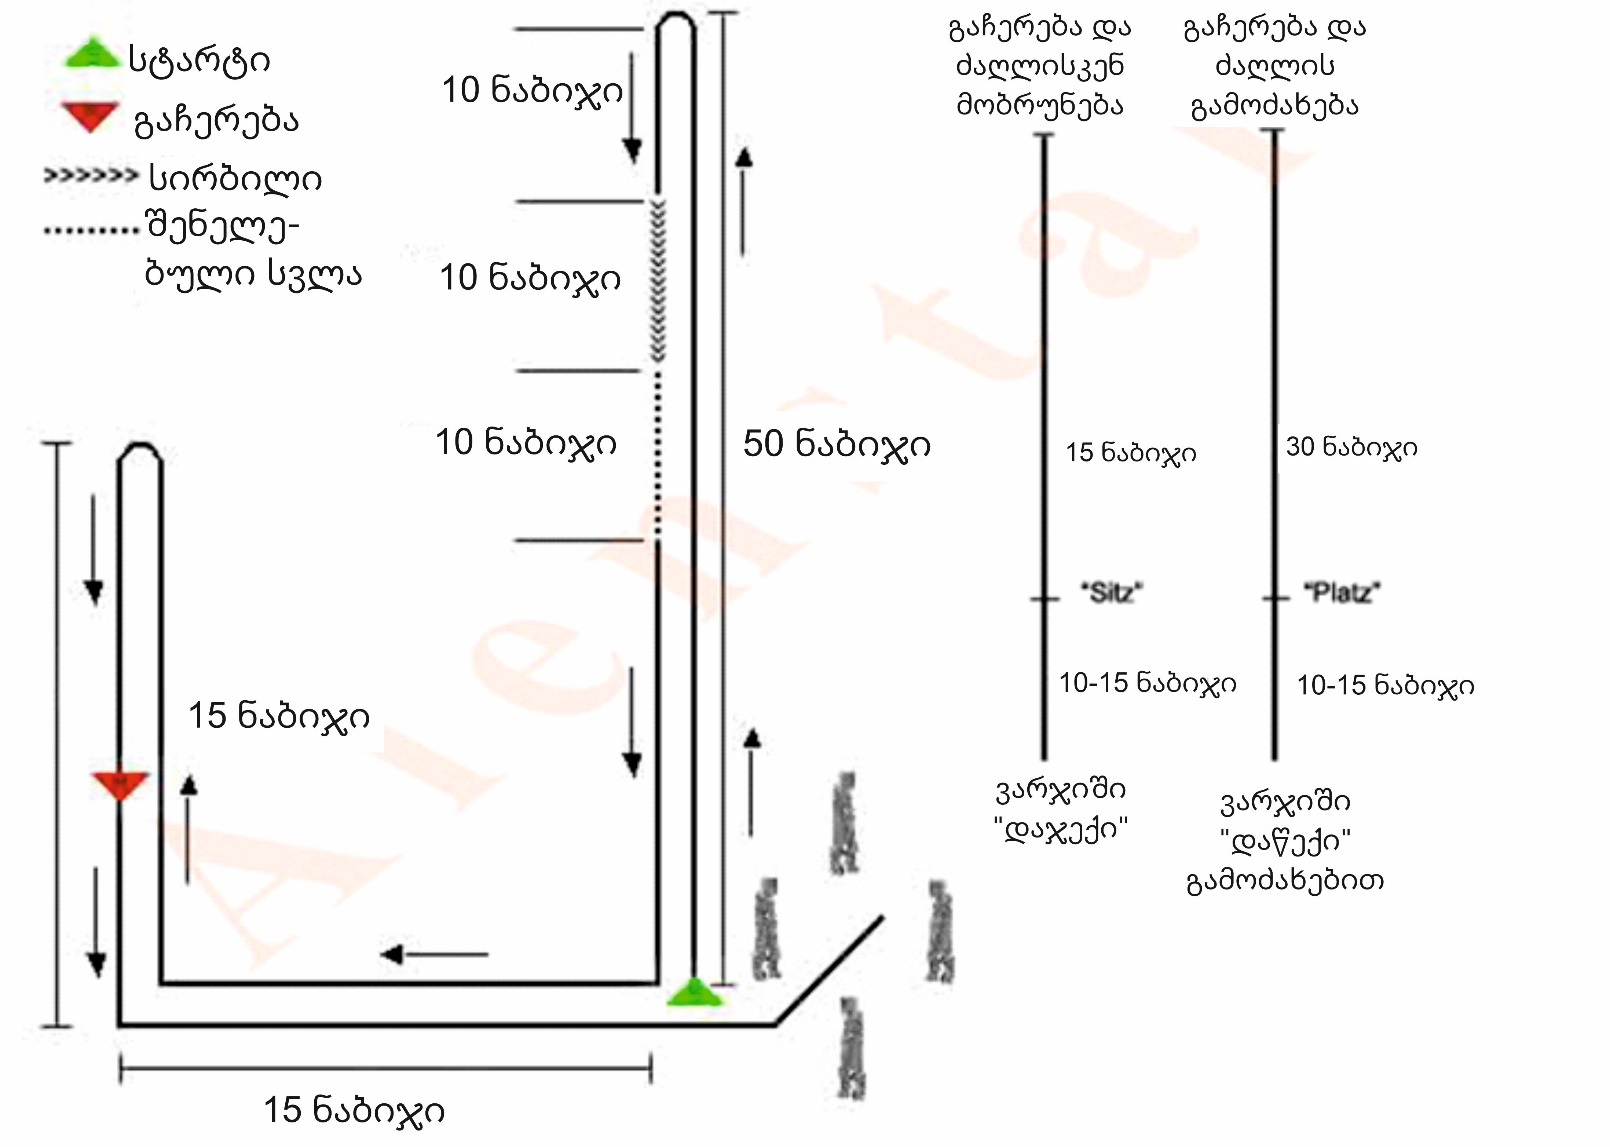 სტარტი
გაჩერება
სირბილი
შენელე-
ბული სვლა
10 ნაბიჯი
10 ნაბიჯი
10 ნაბიჯი
50 ნაბიჯი
15 ნაბიჯი
15 ნაბიჯი
გაჩერება და
ძაღლისკენ
მობრუნება
15 ნაბიჯი
"Sitz"
10-15 ნაბიჯი
ვარჯიში
"დაჯექი"
გაჩერება და
ძაღლის
გამოძახება
30 ნაბიჯი
"Platz"
10-15 ნაბიჯი
ვარჯიში
"დაწექი"
გამოძახებით